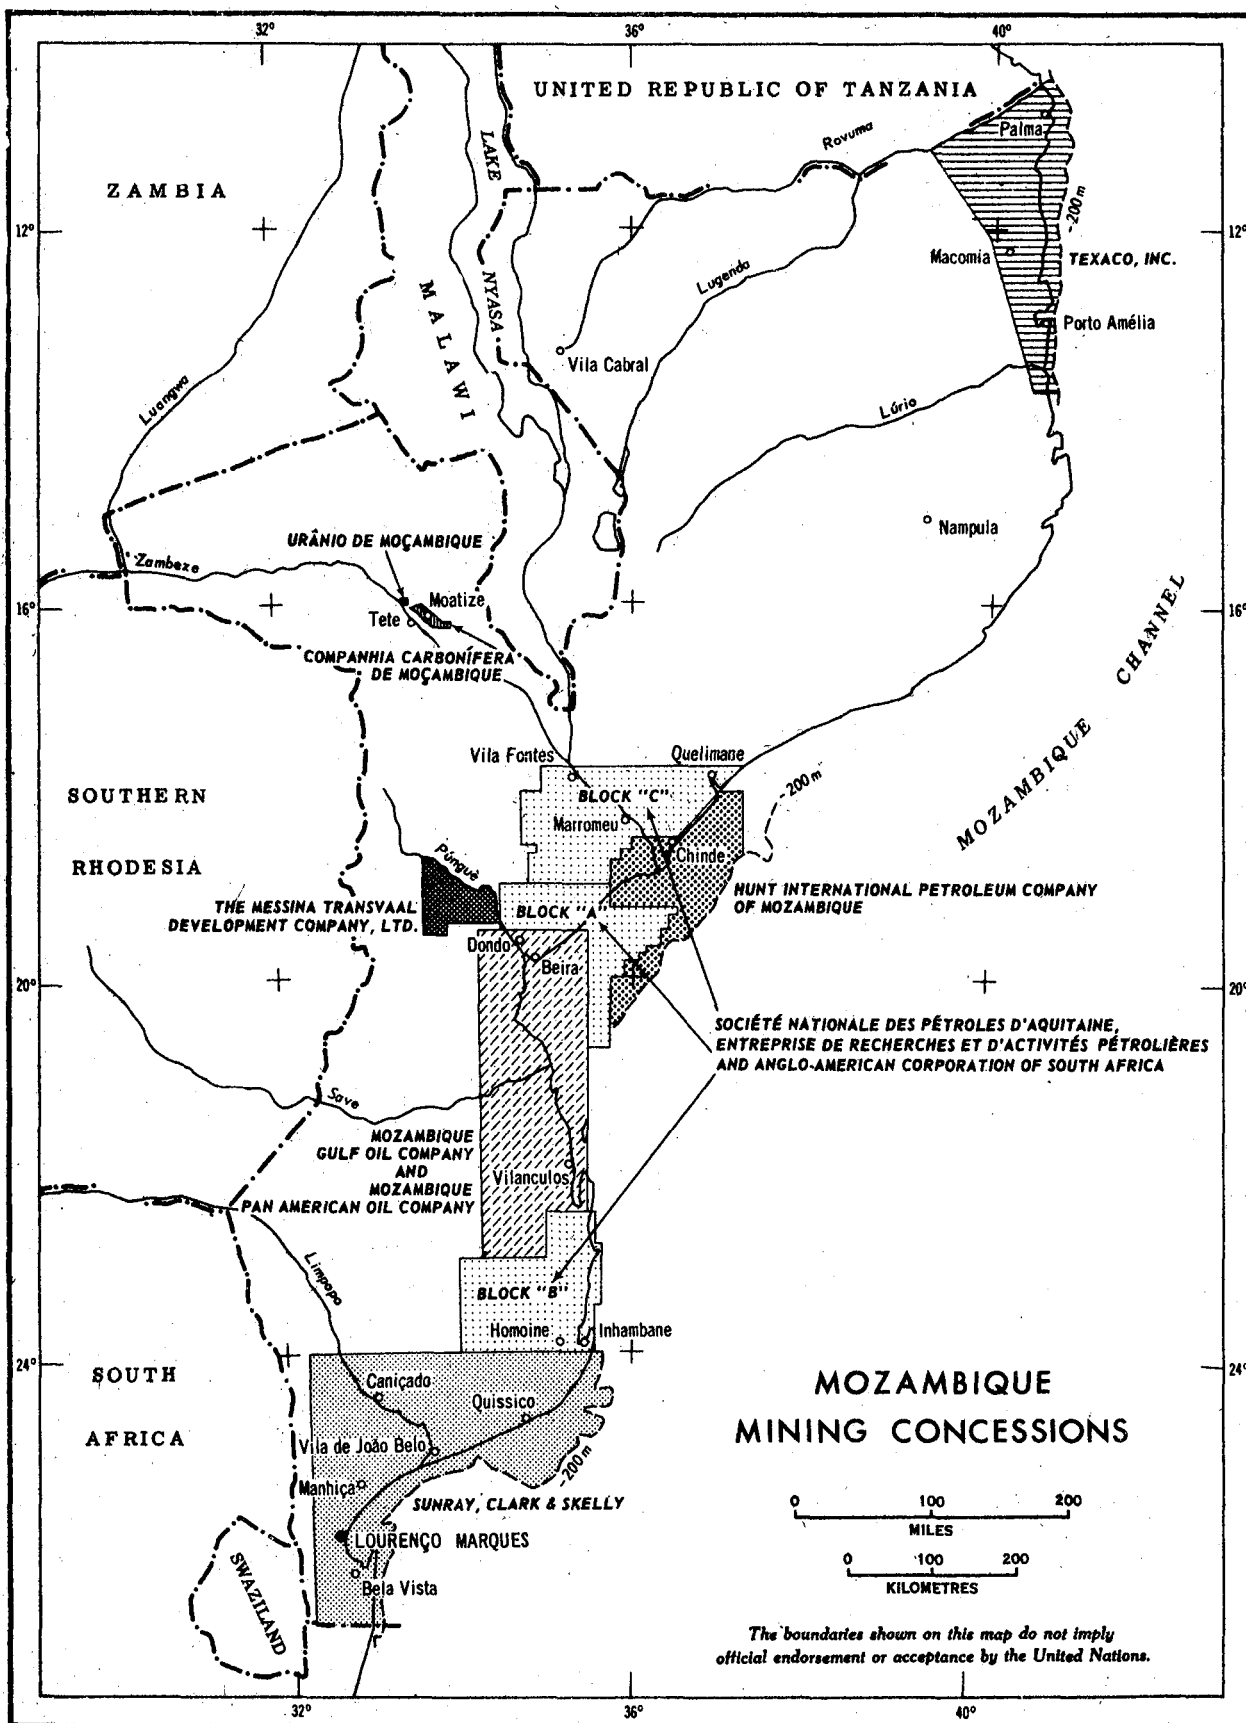 32°
36°
40°
UNITED REPUBLIC OF TANZANIA
Palma
Rovuma
LAKE
ZAMBIA
-200m
12°
12°
Macomia
TEXACO, INC.
Lugenda
NYASA
MALAWI
Porto Amélia
Vila Cabral
Luangwa
Lúrio
Nampula
URÂNIO DE MOÇAMBIQUE
Zambeze
Moatize
16°
16°
Tete
COMPANHIA CARBONÍFERA
DE MOÇAMBIQUE
MOZAMBIQUE CHANNEL
Vila Fontes
Quelimane
-200m
SOUTHERN
RHODESIA
BLOCK "C"
Marromeu
Chinde
Púnguè
HUNT INTERNATIONAL PETROLEUM COMPANY
OF MOZAMBIQUE
THE MESSINA TRANSVAAL
DEVELOPMENT COMPANY, LTD.
BLOCK "A"
Dondo
Beira
20°
20°
SOCIÉTÉ NATIONALE DES PÉTROLES D'AQUITAINE,
ENTREPRISE DE RECHERCHES ET D'ACTIVITÉS PÉTROLIÈRES
AND ANGLO-AMERICAN CORPORATION OF SOUTH AFRICA
Save
MOZAMBIQUE
GULF OIL COMPANY
AND
MOZAMBIQUE
PAN AMERICAN OIL COMPANY
Vilanculos
Limpopo
BLOCK "B"
Homoine
Inhambane
24°
24°
SOUTH
AFRICA
Caniçado
Quissico
Vila de João Belo
-200m
Manhiça
SUNRAY, CLARK & SKELLY
LOURENÇO MARQUES
Bela Vista
SWAZILAND
MOZAMBIQUE
MINING CONCESSIONS
0 100 200
MILES
0 100 200
KILOMETRES
The boundaries shown on this map do not imply
official endorsement or acceptance by the United Nations.
32°
36°
40°